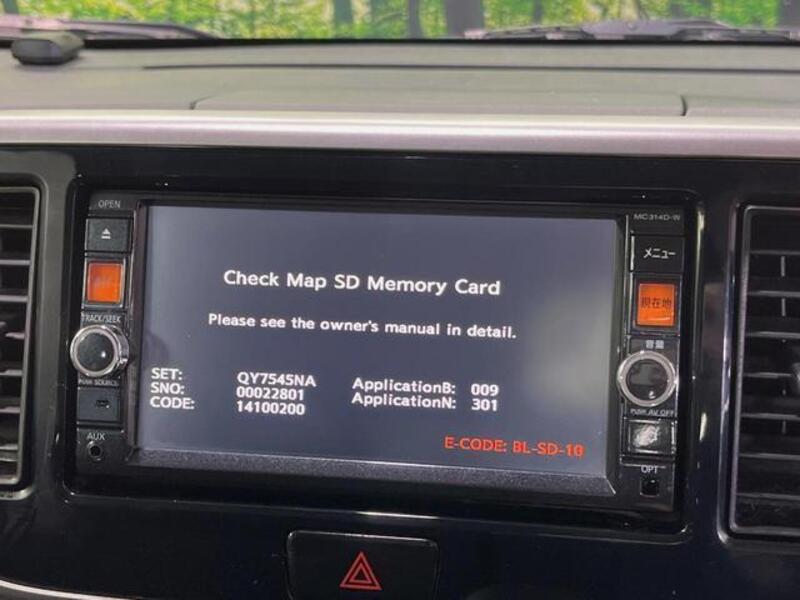 OPEN
MC314D-W
メニュー
現在地
TRACK/SEEK
音量
PUSH SOURCE
PUSH AV OFF
AUX
OPT
Check Map SD Memory Card
Please see the owner's manual in detail.
SET: QY7545NA ApplicationB: 009
SNO: 00022801 ApplicationN: 301
CODE: 14100200
E-CODE: BL-SD-10